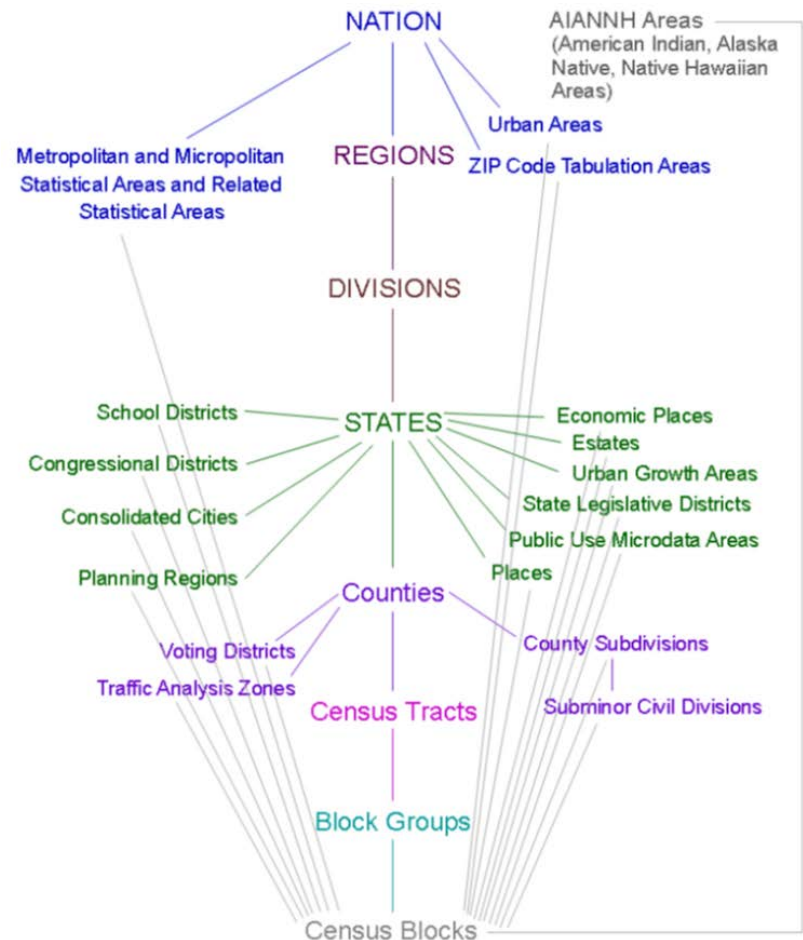 NATION
AIANNH Areas
(American Indian, Alaska
Native, Native Hawaiian
Areas)
Urban Areas
Metropolitan and Micropolitan
Statistical Areas and Related
Statistical Areas
REGIONS
ZIP Code Tabulation Areas
DIVISIONS
School Districts
STATES
Economic Places
Estates
Congressional Districts
Urban Growth Areas
State Legislative Districts
Consolidated Cities
Public Use Microdata Areas
Planning Regions
Places
Counties
Voting Districts
County Subdivisions
Traffic Analysis Zones
Census Tracts
Subminor Civil Divisions
Block Groups
Census Blocks